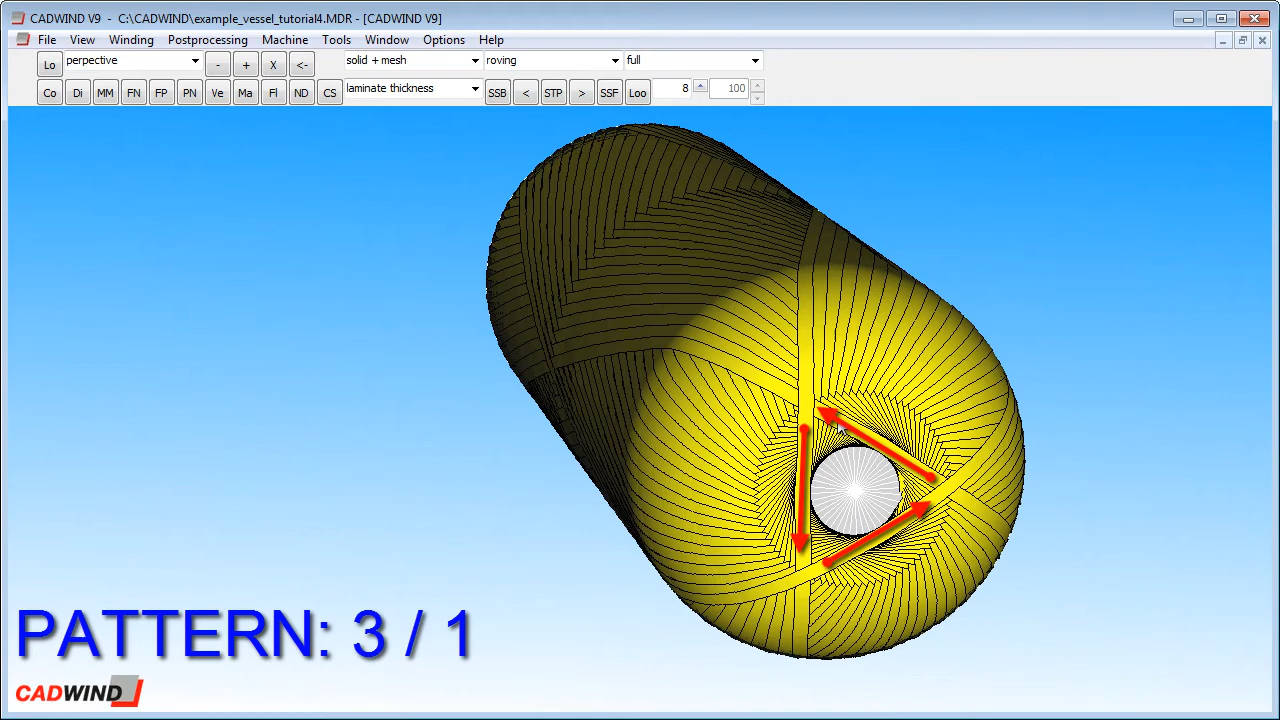 CADWIND V9 - C:\CADWIND\example_vessel_tutorial4.MDR - [CADWIND V9]
File View Winding Postprocessing Machine Tools Window Options Help
Lo perpective - + X <- solid + mesh roving full
Co Di MM FN FP PN Ve Ma Fl ND CS laminate thickness SSB < STP > SSF Loo 8 100
PATTERN: 3 / 1
CADWIND